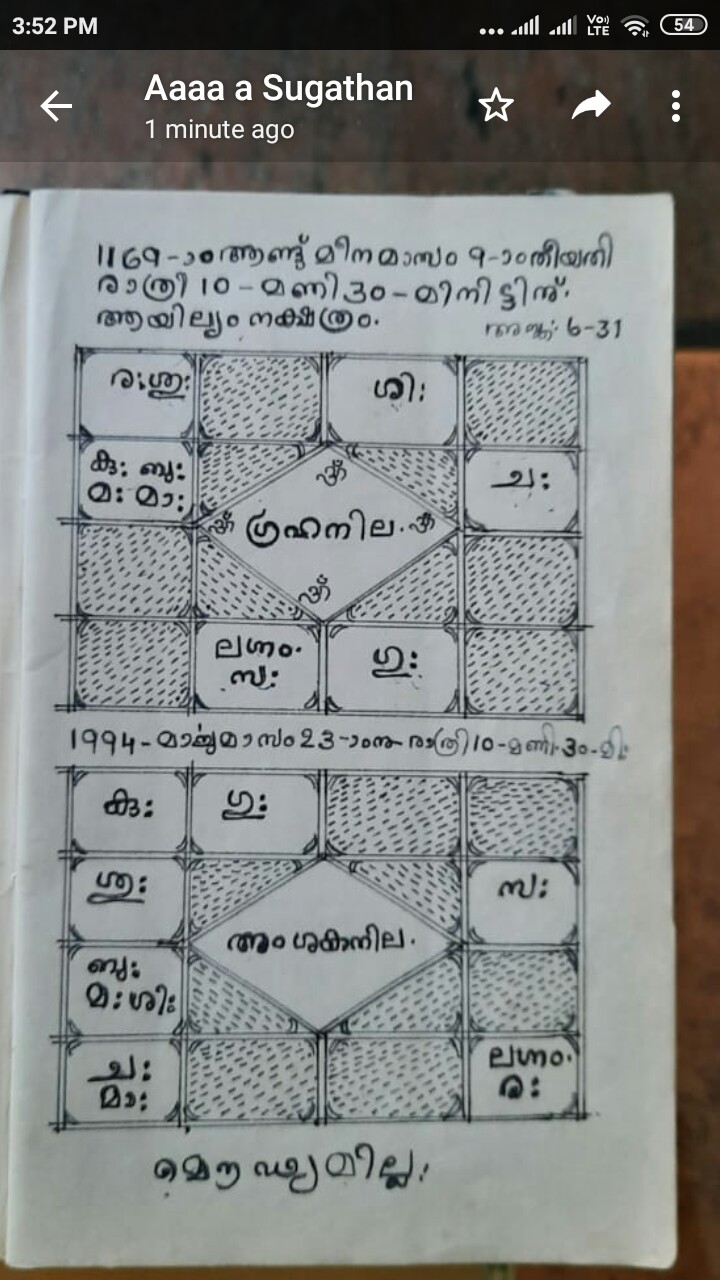 3:52 PM
Vo)) LTE 54
Aaaa a Sugathan
1 minute ago
1169-ാംആണ്ട് മീനമാസം 9-ാംതീയതി
രാത്രി 10-മണി 30-മിനിട്ടിന്.
ആയില്യം നക്ഷത്രം.
6-31
ര:ശു:
ശി:
കു: ബു:
മ: മാ:
ച:
ഗ്രഹനില.
ലഗ്നം.
സ:
ഗു:
1994-മാർച്ചുമാസം 23-ാംനു രാത്രി 10-മണി.30-മി:
കു:
ഗു:
ശു:
സ:
അംശകനില.
ബു:
മ:ശി:
ച:
മാ:
ലഗ്നം.
ര:
മൌഢ്യമില്ല!